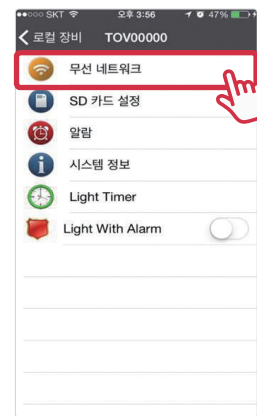 SKT 오후 3:56 47%
로컬 장비 TOV00000
무선 네트워크
SD 카드 설정
알람
시스템 정보
Light Timer
Light With Alarm